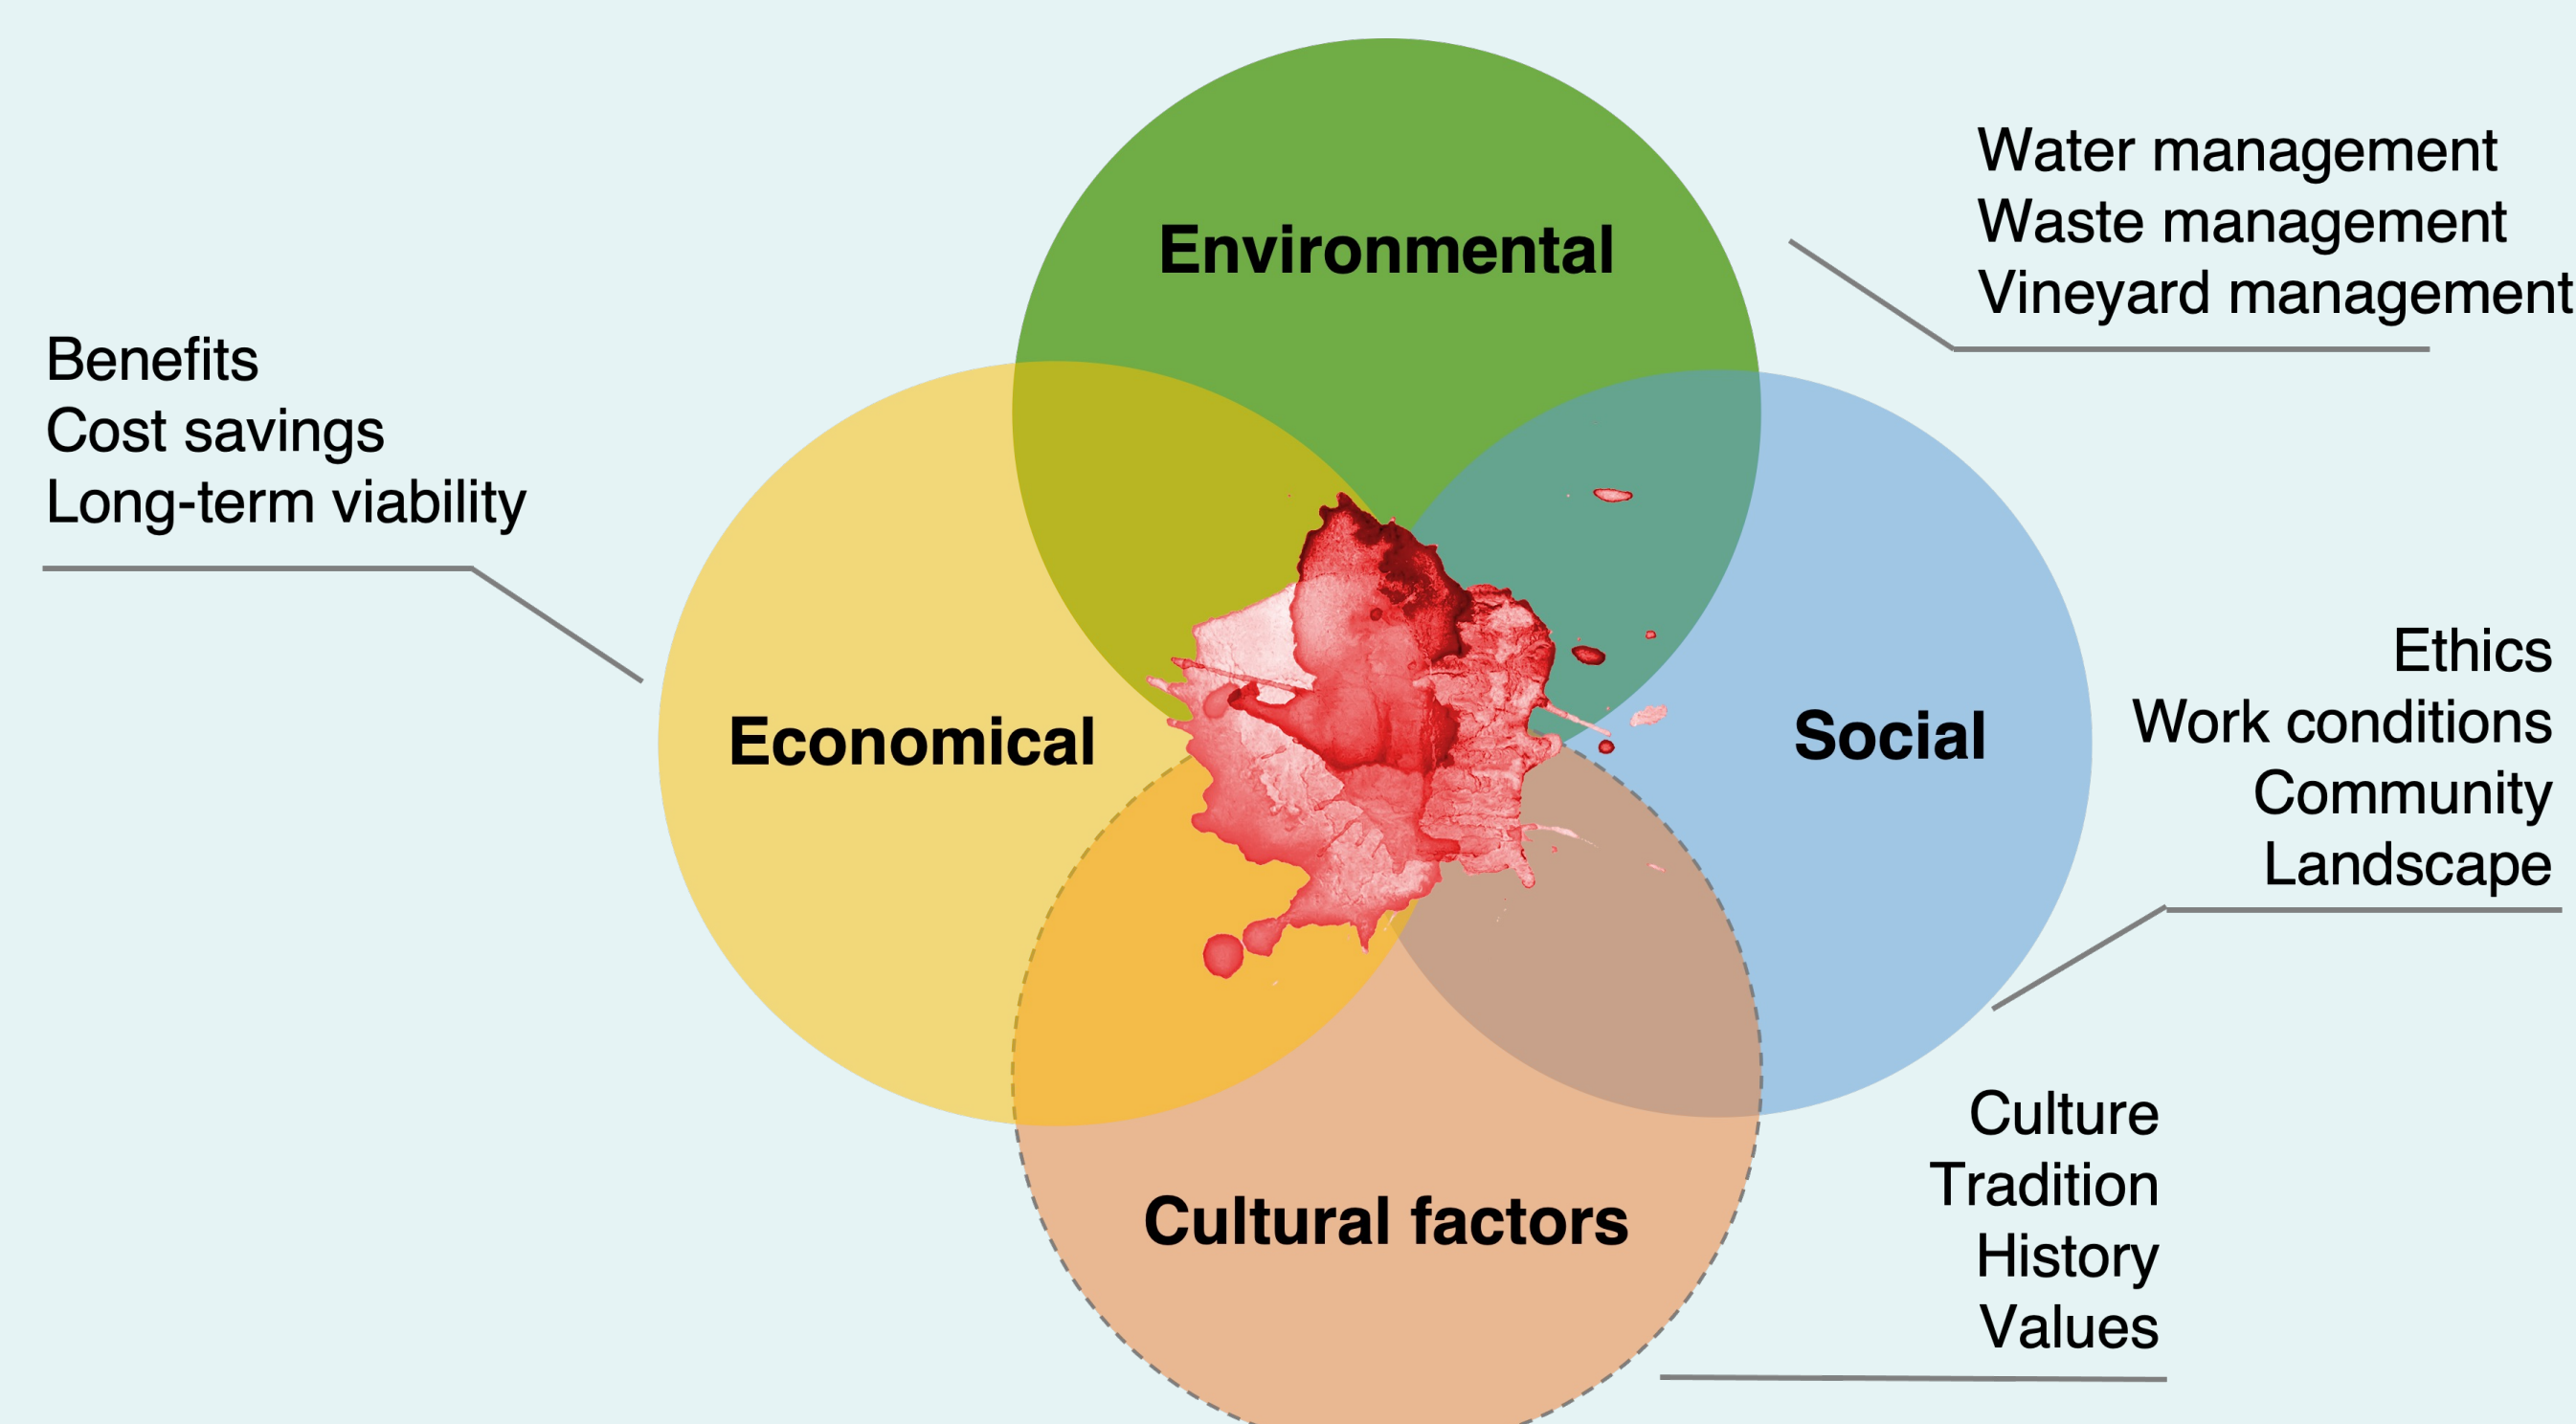 Environmental
Water management
Waste management
Vineyard management
Benefits
Cost savings
Long-term viability
Economical
Social
Ethics
Work conditions
Community
Landscape
Cultural factors
Culture
Tradition
History
Values